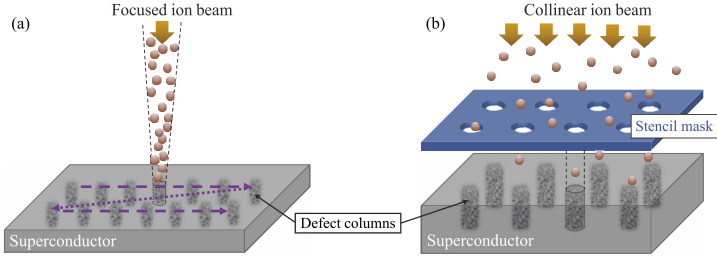 (a)
Focused ion beam
Superconductor
Defect columns
(b)
Collinear ion beam
Stencil mask
Superconductor